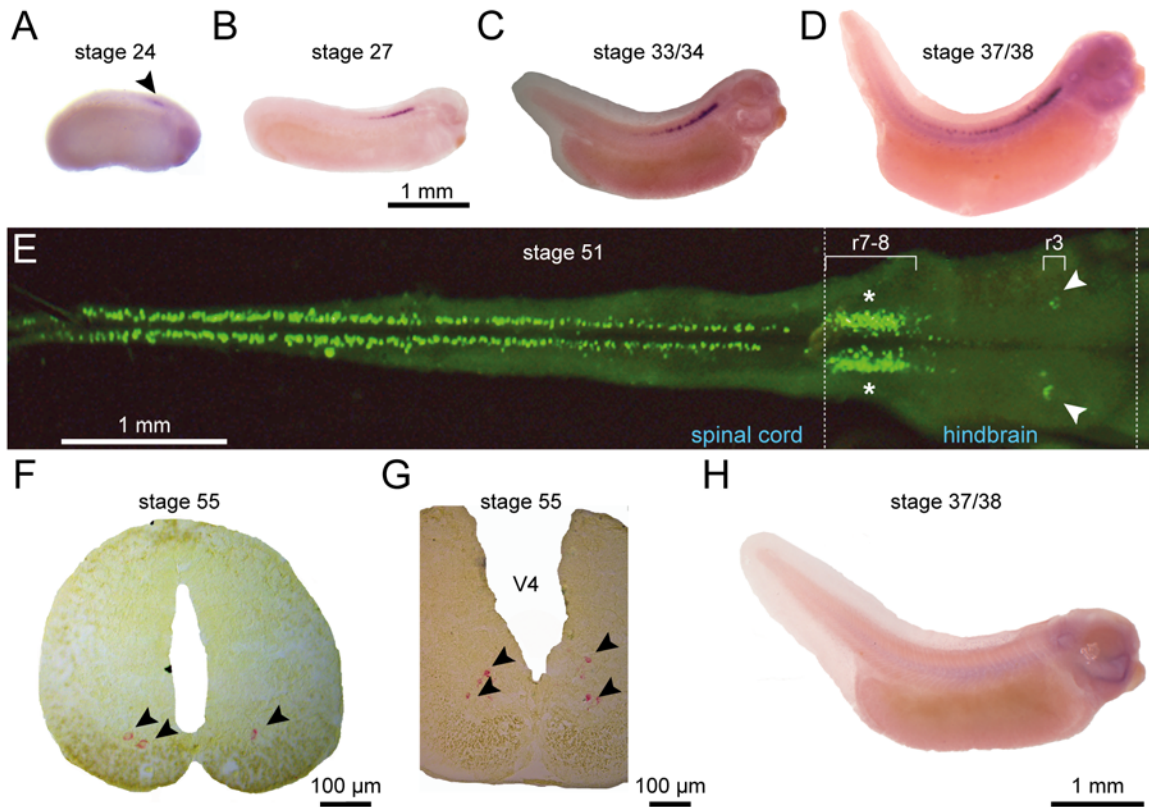 A
stage 24
B
stage 27
1 mm
C
stage 33/34
D
stage 37/38
E
stage 51
r7-8
r3
*
*
1 mm
spinal cord
hindbrain
F
stage 55
100 µm
G
stage 55
V4
100 µm
H
stage 37/38
1 mm